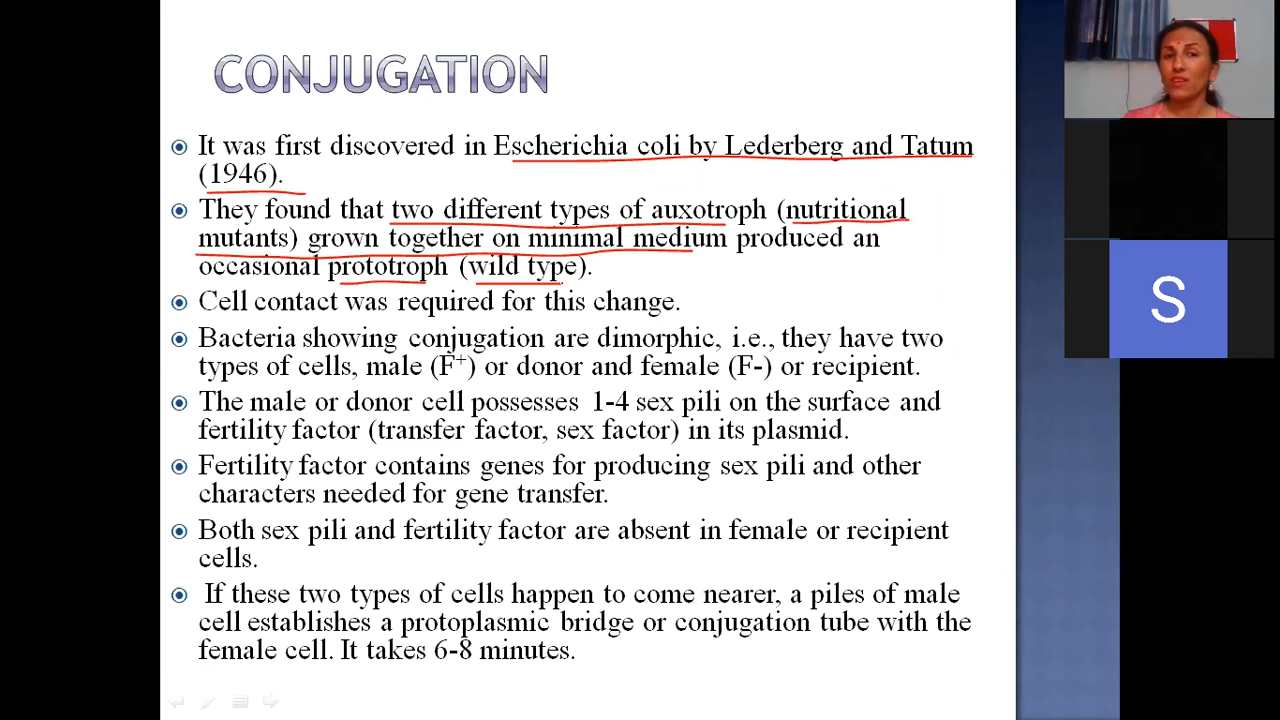 CONJUGATION
It was first discovered in Escherichia coli by Lederberg and Tatum
(1946).
They found that two different types of auxotroph (nutritional
mutants) grown together on minimal medium produced an
occasional prototroph (wild type).
Cell contact was required for this change.
Bacteria showing conjugation are dimorphic, i.e., they have two
types of cells, male (F+) or donor and female (F-) or recipient.
The male or donor cell possesses 1-4 sex pili on the surface and
fertility factor (transfer factor, sex factor) in its plasmid.
Fertility factor contains genes for producing sex pili and other
characters needed for gene transfer.
Both sex pili and fertility factor are absent in female or recipient
cells.
If these two types of cells happen to come nearer, a piles of male
cell establishes a protoplasmic bridge or conjugation tube with the
female cell. It takes 6-8 minutes.
S